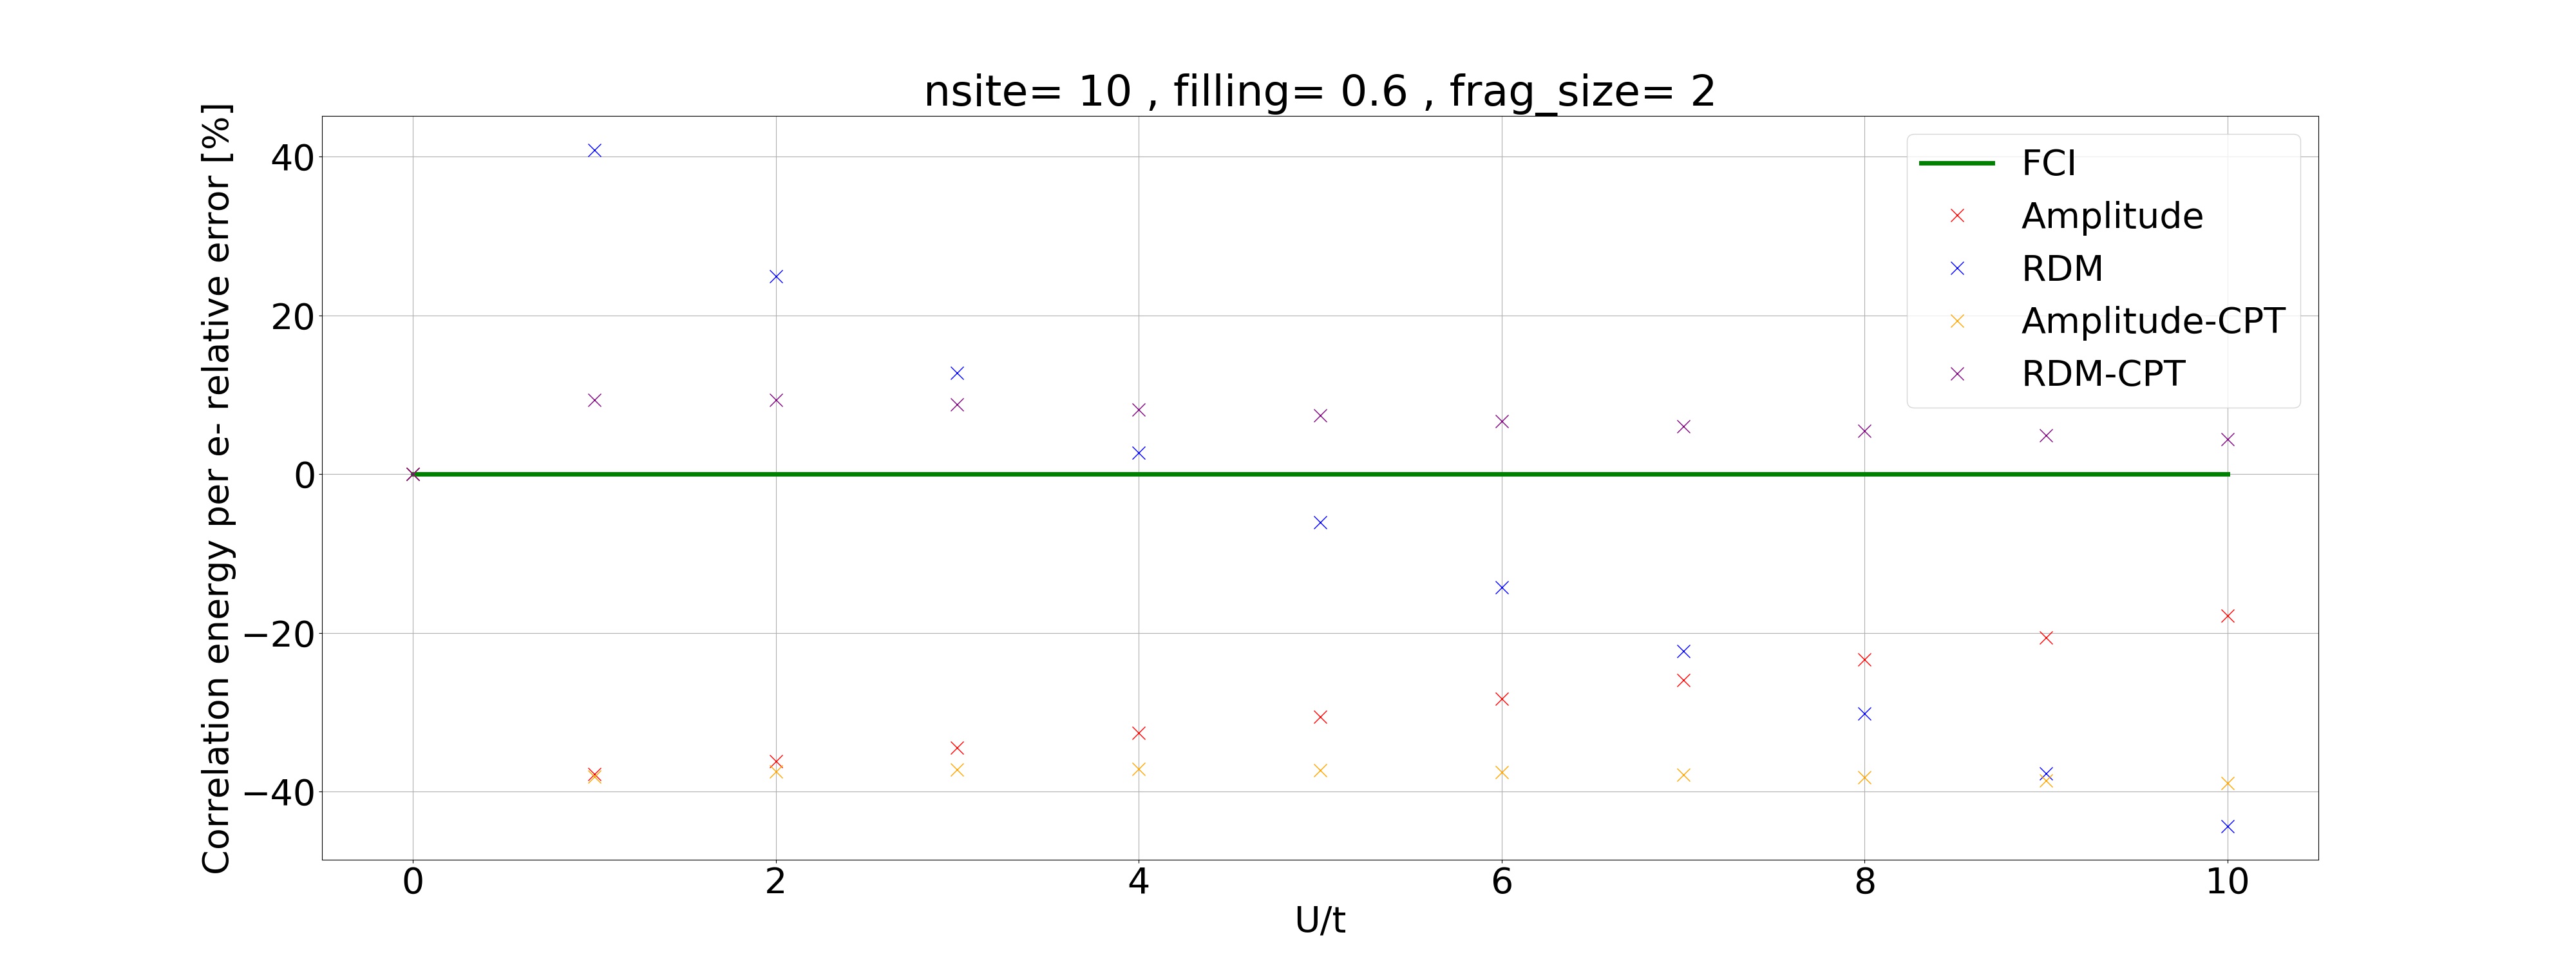 nsite= 10 , filling= 0.6 , frag_size= 2
Correlation energy per e- relative error [%]
40
20
0
−20
−40
FCI
Amplitude
RDM
Amplitude-CPT
RDM-CPT
0 2 4 6 8 10
U/t